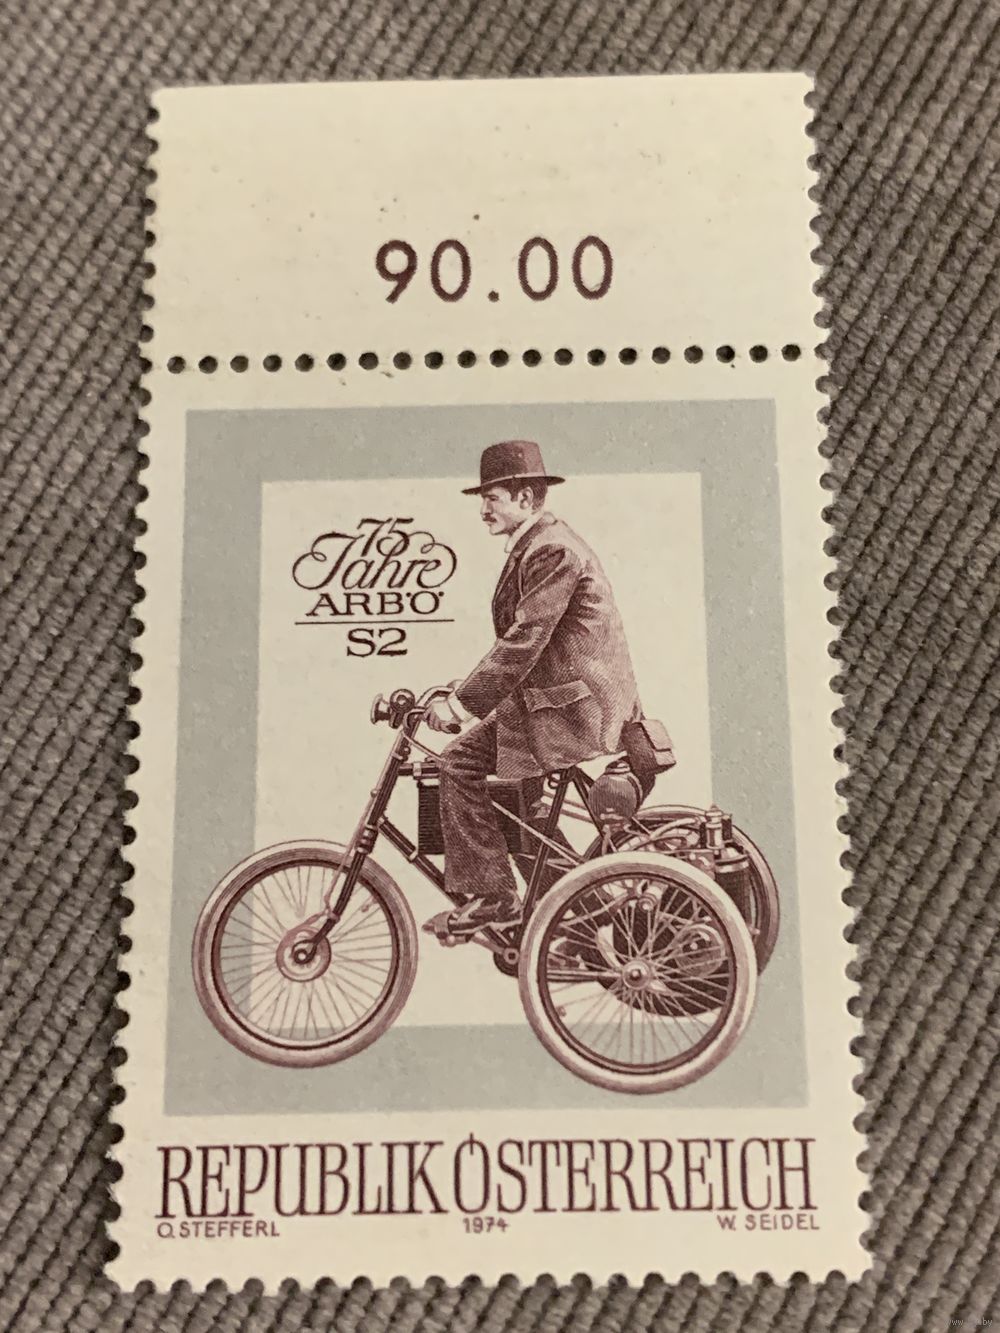 90.00
75
Jahre
ARBÖ
S2
REPUBLIK ÖSTERREICH
O. STEFFERL 1974 W. SEIDEL